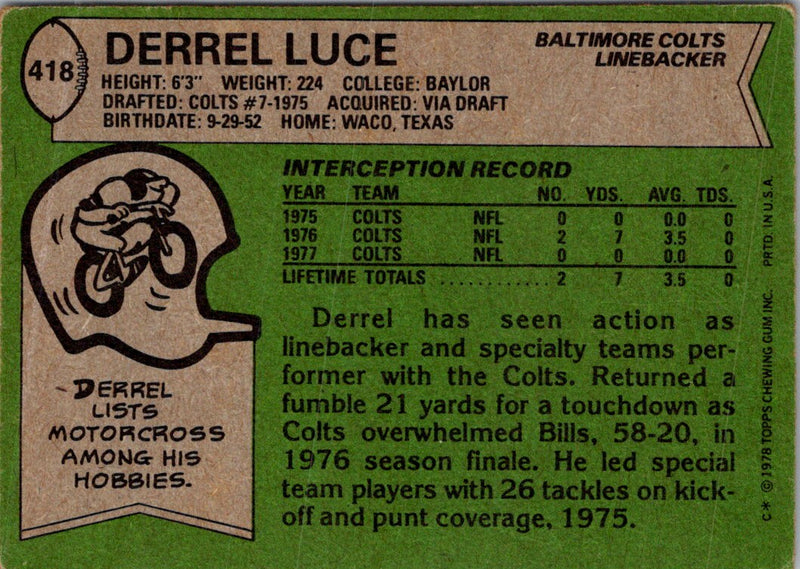 418
DERREL LUCE
BALTIMORE COLTS
LINEBACKER
HEIGHT: 6'3" WEIGHT: 224 COLLEGE: BAYLOR
DRAFTED: COLTS #7-1975 ACQUIRED: VIA DRAFT
BIRTHDATE: 9-29-52 HOME: WACO, TEXAS
INTERCEPTION RECORD
YEAR TEAM NO. YDS. AVG. TDS.
1975 COLTS NFL 0 0 0.0 0
1976 COLTS NFL 2 7 3.5 0
1977 COLTS NFL 0 0 0.0 0
LIFETIME TOTALS ............ 2 7 3.5 0
Derrel has seen action as
linebacker and specialty teams per-
former with the Colts. Returned a
fumble 21 yards for a touchdown as
Colts overwhelmed Bills, 58-20, in
1976 season finale. He led special
team players with 26 tackles on kick-
off and punt coverage, 1975.
DERREL
LISTS
MOTORCROSS
AMONG HIS
HOBBIES.
C* © 1978 TOPPS CHEWING GUM INC. PRTD. IN U.S.A.